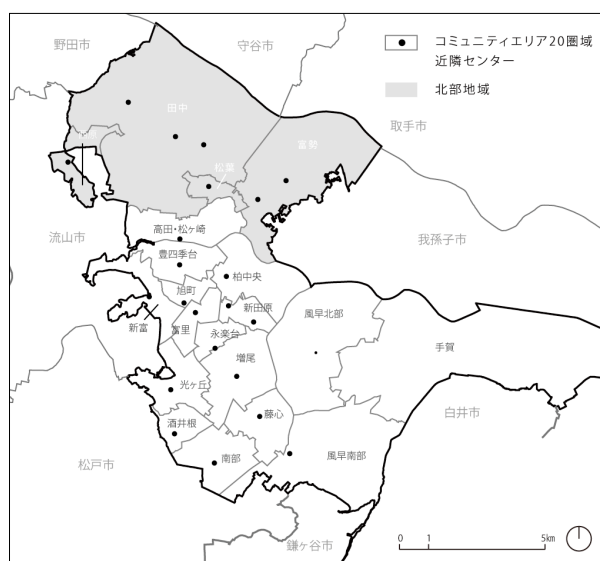 野田市
守谷市
コミュニティエリア20圏域
近隣センター
北部地域
取手市
田中
富勢
松葉
流山市
我孫子市
高田・松ヶ崎
豊四季台
柏中央
旭町
新田原
新富
富里
永楽台
風早北部
手賀
増尾
光ヶ丘
藤心
白井市
酒井根
松戸市
南部
風早南部
鎌ヶ谷市
0 1 5km